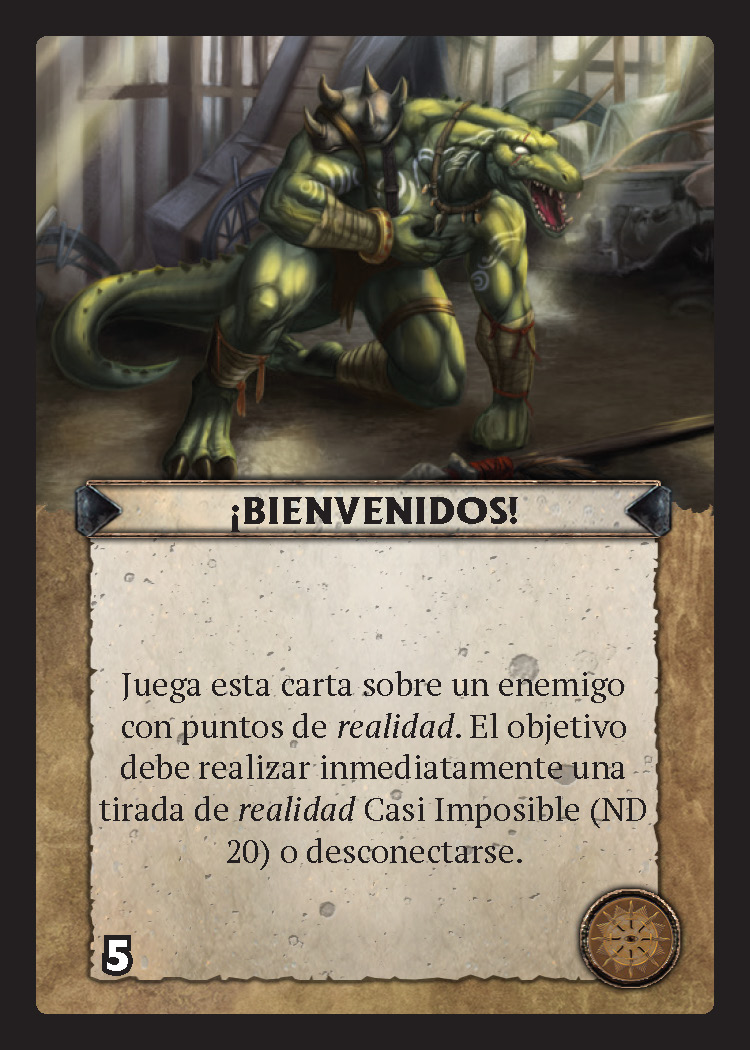 ¡BIENVENIDOS!
Juega esta carta sobre un enemigo
con puntos de realidad. El objetivo
debe realizar inmediatamente una
tirada de realidad Casi Imposible (ND
20) o desconectarse.
5